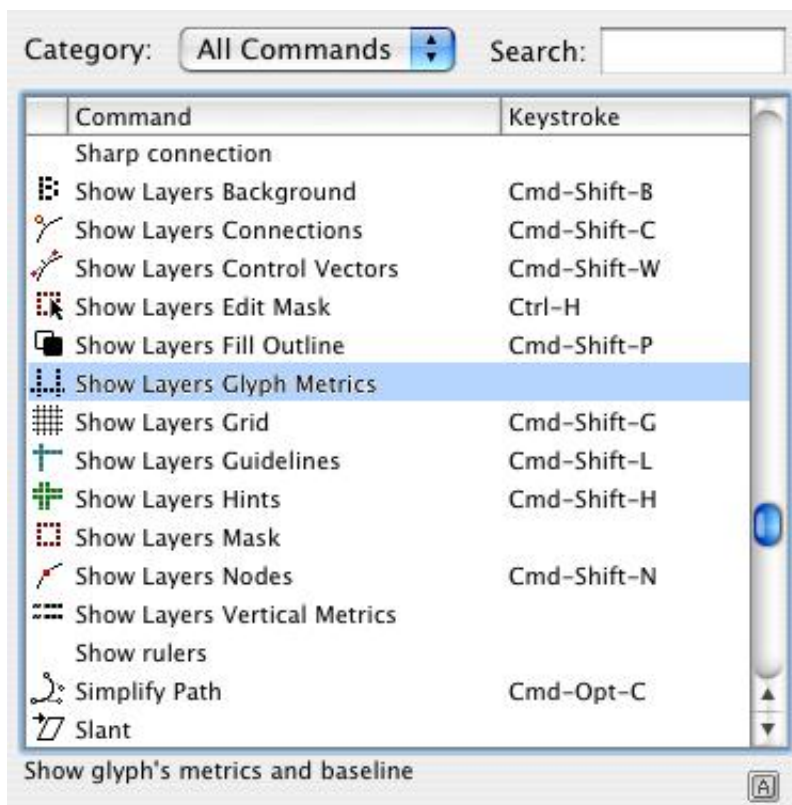 Category: All Commands Search:
Command Keystroke
Sharp connection
Show Layers Background Cmd-Shift-B
Show Layers Connections Cmd-Shift-C
Show Layers Control Vectors Cmd-Shift-W
Show Layers Edit Mask Ctrl-H
Show Layers Fill Outline Cmd-Shift-P
Show Layers Glyph Metrics
Show Layers Grid Cmd-Shift-G
Show Layers Guidelines Cmd-Shift-L
Show Layers Hints Cmd-Shift-H
Show Layers Mask
Show Layers Nodes Cmd-Shift-N
Show Layers Vertical Metrics
Show rulers
Simplify Path Cmd-Opt-C
Slant
Show glyph's metrics and baseline
A